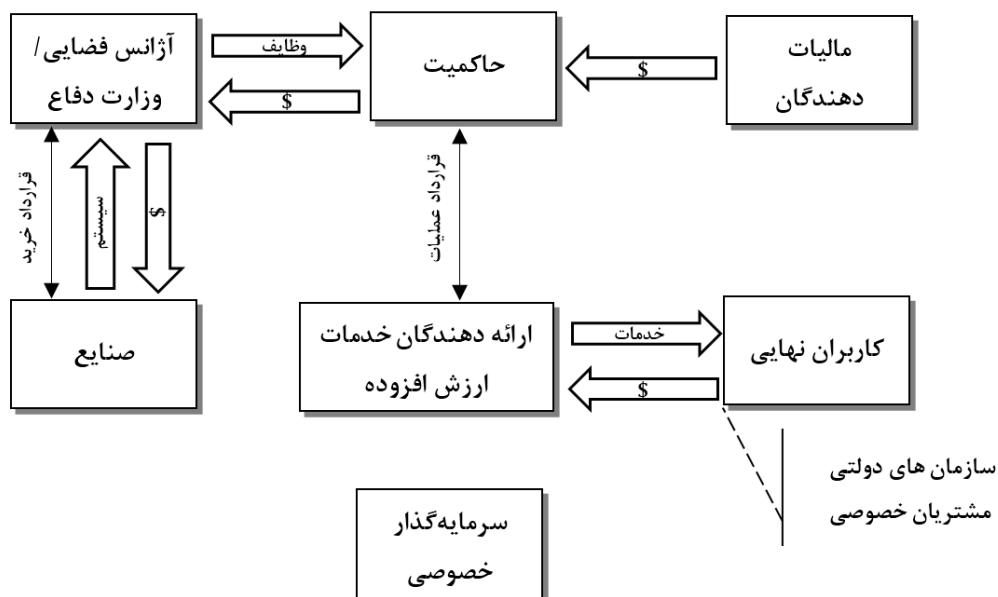 آژانس فضایی/
وزارت دفاع
وظایف
$
حاکمیت
$
مالیات
دهندگان
قرارداد خرید
سیستم
$
قرارداد عملیات
صنایع
ارائه دهندگان خدمات
ارزش افزوده
خدمات
$
کاربران نهایی
سازمان های دولتی
مشتریان خصوصی
سرمایه‌گذار
خصوصی